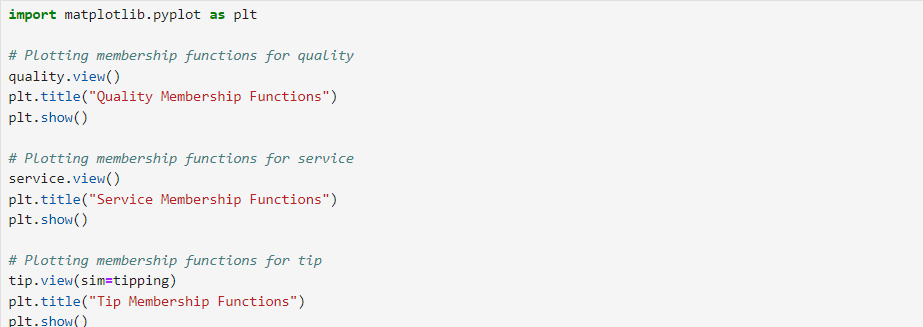 import matplotlib.pyplot as plt
# Plotting membership functions for quality
quality.view()
plt.title("Quality Membership Functions")
plt.show()
# Plotting membership functions for service
service.view()
plt.title("Service Membership Functions")
plt.show()
# Plotting membership functions for tip
tip.view(sim=tipping)
plt.title("Tip Membership Functions")
plt.show()